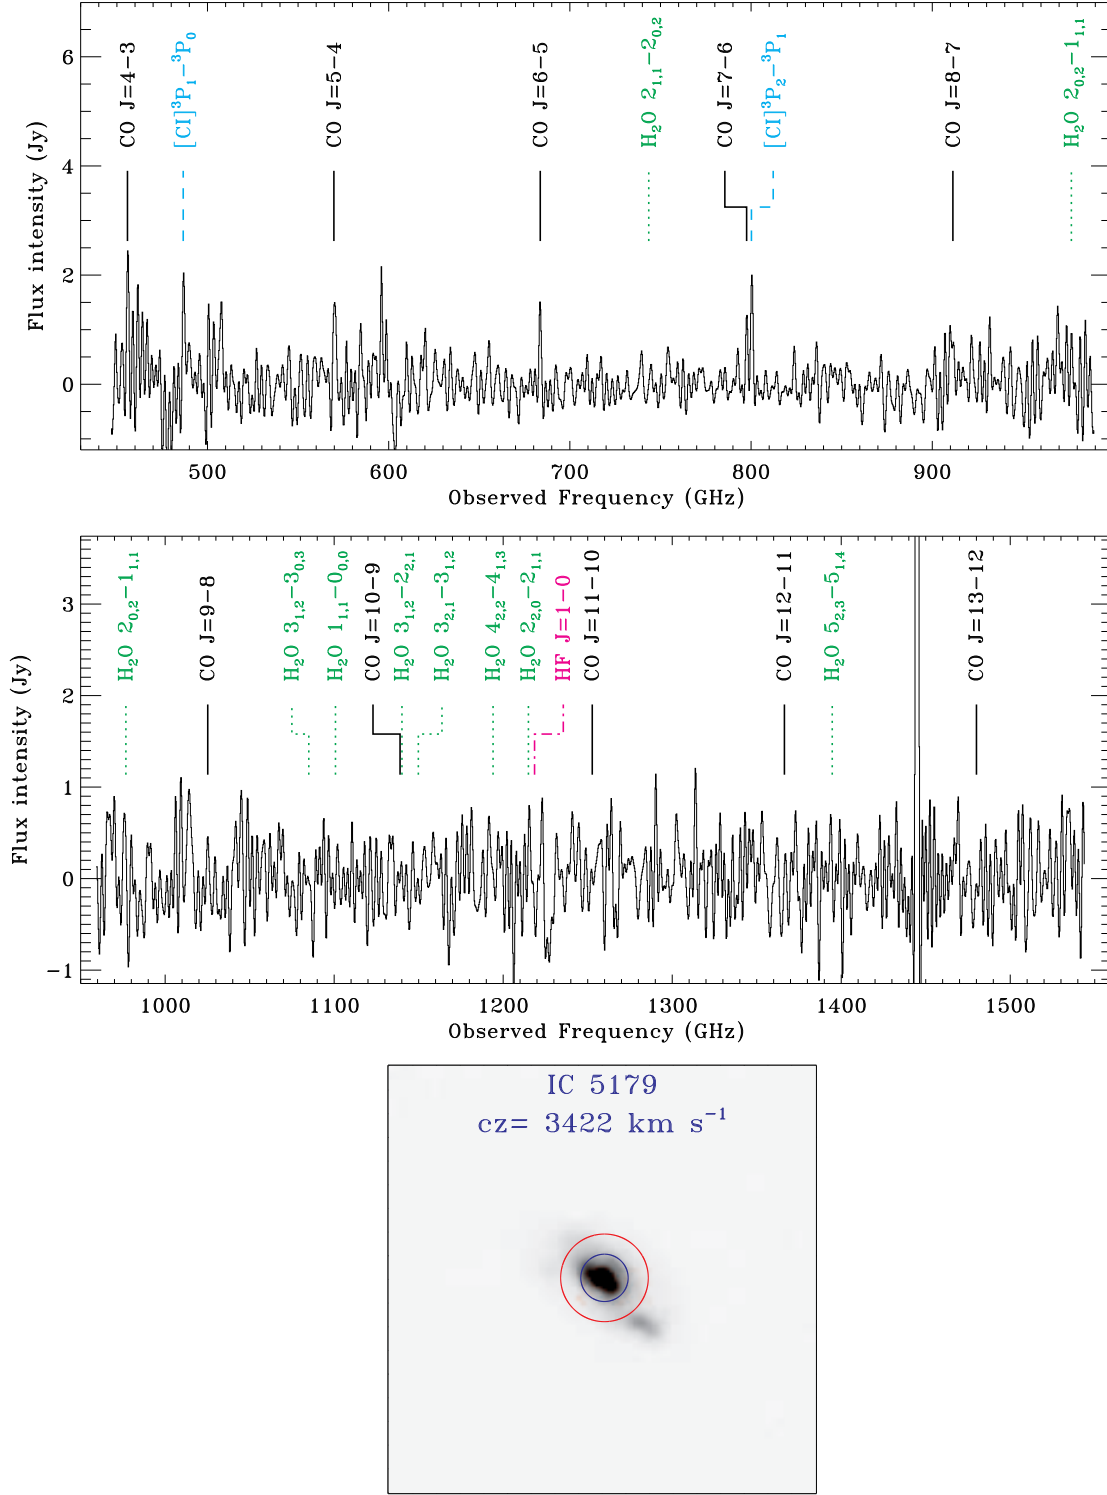 CO J=4−3
[CI]³P₁−³P₀
CO J=5−4
CO J=6−5
H₂O 2₁,₁−2₀,₂
CO J=7−6
[CI]³P₂−³P₁
CO J=8−7
H₂O 2₀,₂−1₁,₁
Flux intensity (Jy)
6
4
2
0
500
600
700
800
900
Observed Frequency (GHz)
H₂O 2₀,₂−1₁,₁
CO J=9−8
H₂O 3₁,₂−3₀,₃
H₂O 1₁,₁−0₀,₀
CO J=10−9
H₂O 3₁,₂−2₂,₁
H₂O 3₂,₁−3₁,₂
H₂O 4₂,₂−4₁,₃
H₂O 2₂,₀−2₁,₁
HF J=1−0
CO J=11−10
CO J=12−11
H₂O 5₂,₃−5₁,₄
CO J=13−12
Flux intensity (Jy)
3
2
1
0
−1
1000
1100
1200
1300
1400
1500
Observed Frequency (GHz)
IC 5179
cz= 3422 km s⁻¹